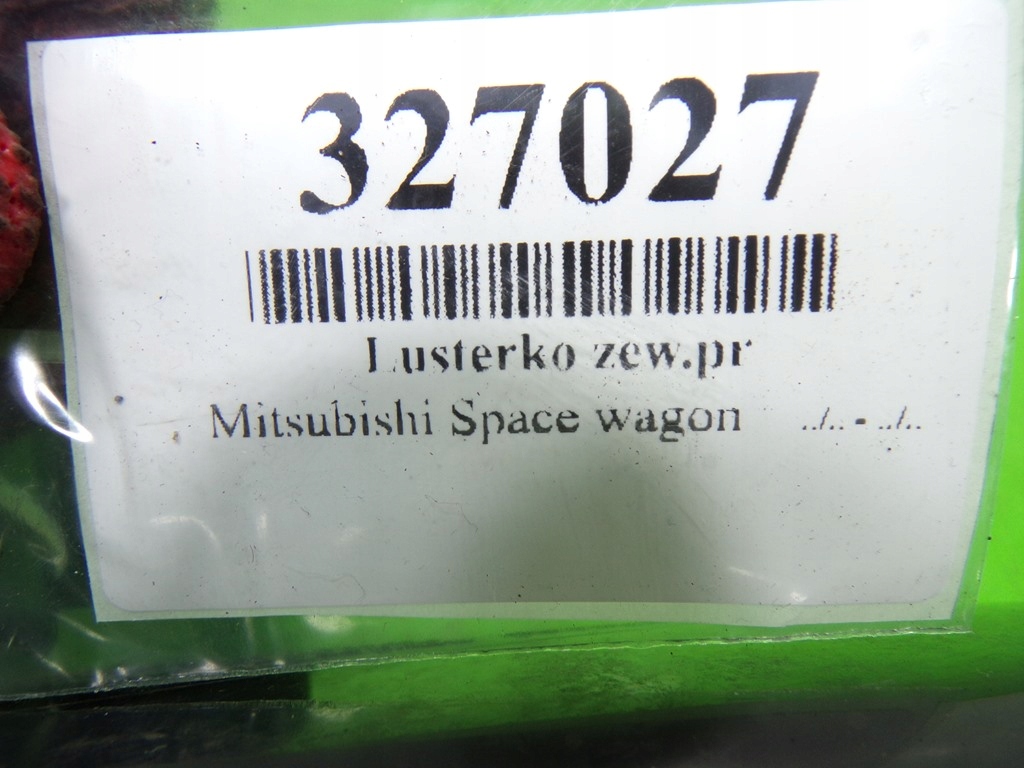 327027
Lusterko zew.pr
Mitsubishi Space wagon ../.. - ../..